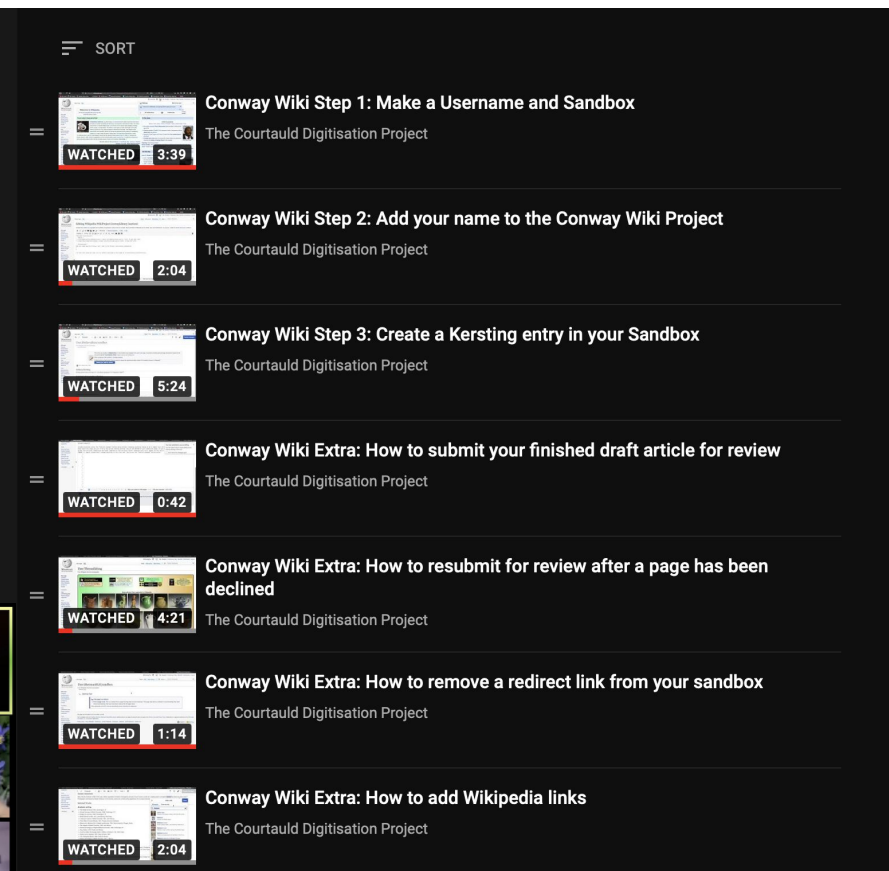 SORT
Conway Wiki Step 1: Make a Username and Sandbox
The Courtauld Digitisation Project
WATCHED 3:39
Conway Wiki Step 2: Add your name to the Conway Wiki Project
The Courtauld Digitisation Project
WATCHED 2:04
Conway Wiki Step 3: Create a Kersting entry in your Sandbox
The Courtauld Digitisation Project
WATCHED 5:24
Conway Wiki Extra: How to submit your finished draft article for review
The Courtauld Digitisation Project
WATCHED 0:42
Conway Wiki Extra: How to resubmit for review after a page has been
declined
The Courtauld Digitisation Project
WATCHED 4:21
Conway Wiki Extra: How to remove a redirect link from your sandbox
The Courtauld Digitisation Project
WATCHED 1:14
Conway Wiki Extra: How to add Wikipedia links
The Courtauld Digitisation Project
WATCHED 2:04